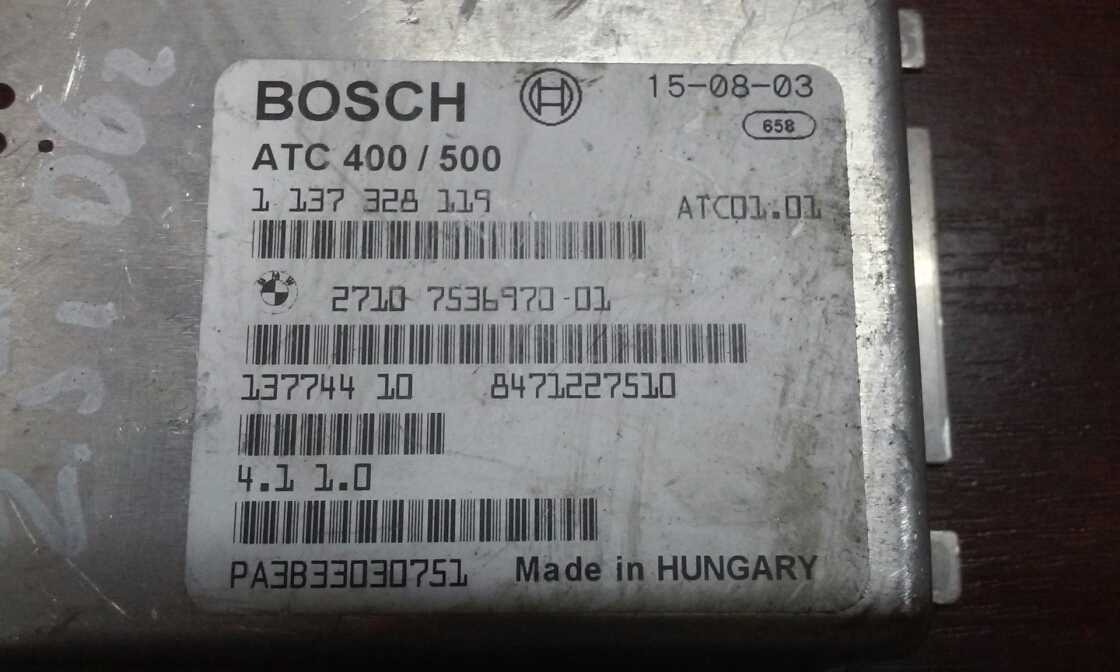 BOSCH
15-08-03
658
ATC 400 / 500
1 137 328 119
ATC01.01
BMW
2710 7536970-01
137744 10 8471227510
4.1 1.0
PA3B33030751
Made in HUNGARY